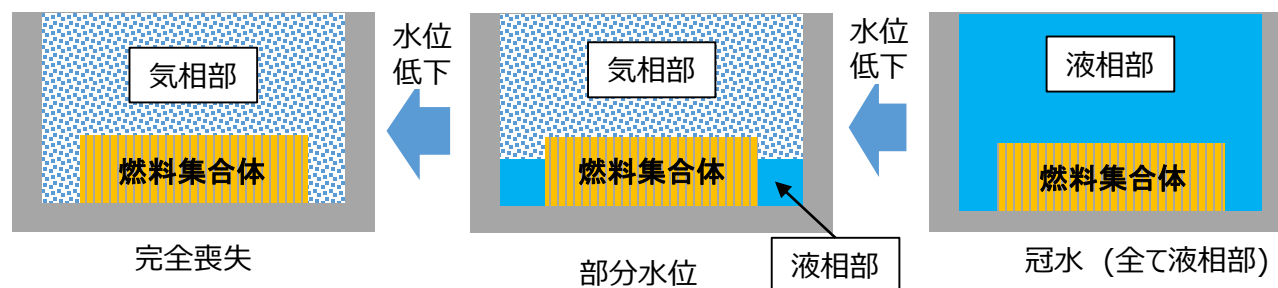 気相部
燃料集合体
完全喪失
水位
低下
気相部
燃料集合体
部分水位
液相部
水位
低下
液相部
燃料集合体
冠水 (全て液相部)